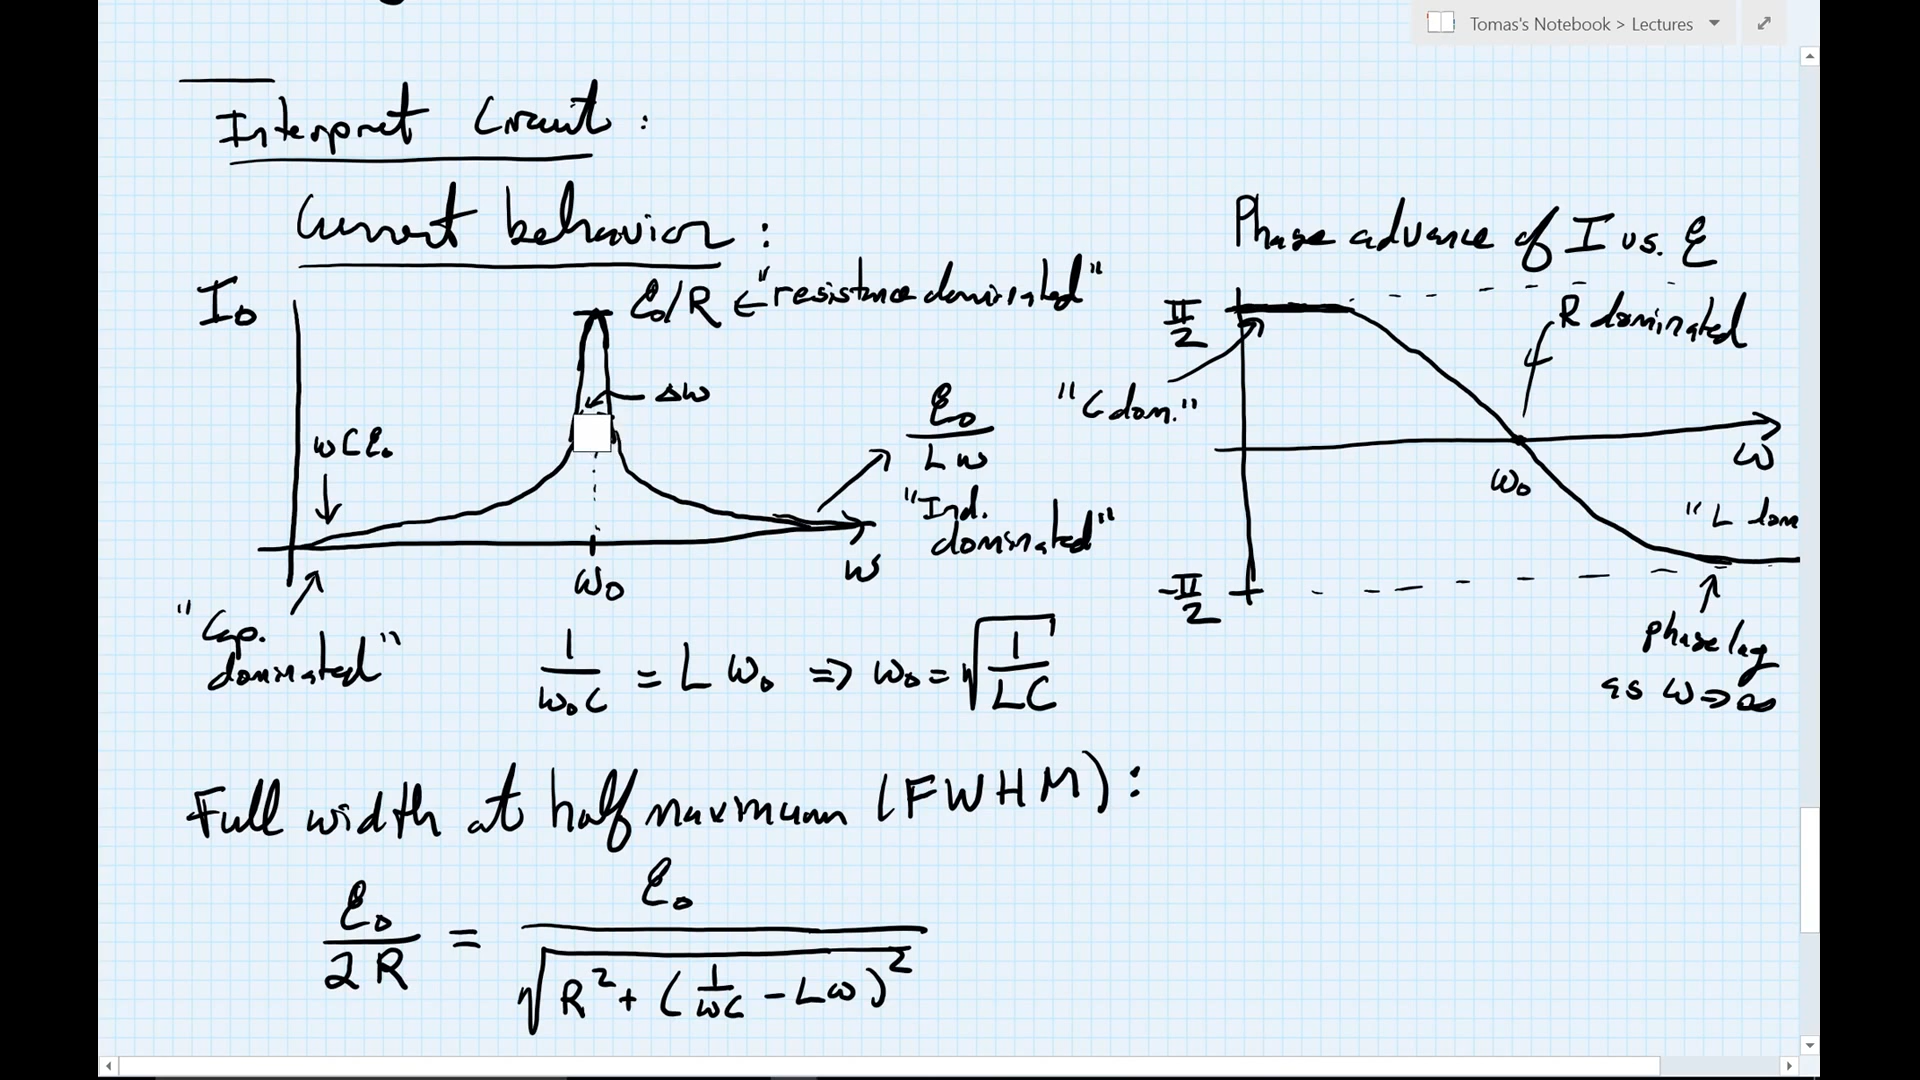 Tomas's Notebook > Lectures
Interpret Circuit:
Current behavior:
I₀
ℰ₀/R ← "resistance dominated"
Δω
ωCℰ₀
ℰ₀/Lω
"Ind. dominated"
ω
ω₀
"Cap. dominated"
Phase advance of I vs. ℰ
π/2
R dominated
"C dom."
ω
ω₀
"L dom
-π/2
phase lag
as ω → ∞
1/ω₀C = Lω₀ ⇒ ω₀ = √(1/LC)
Full width at half maximum (FWHM):
ℰ₀/2R = ℰ₀/√(R² + (1/ωC - Lω)²)